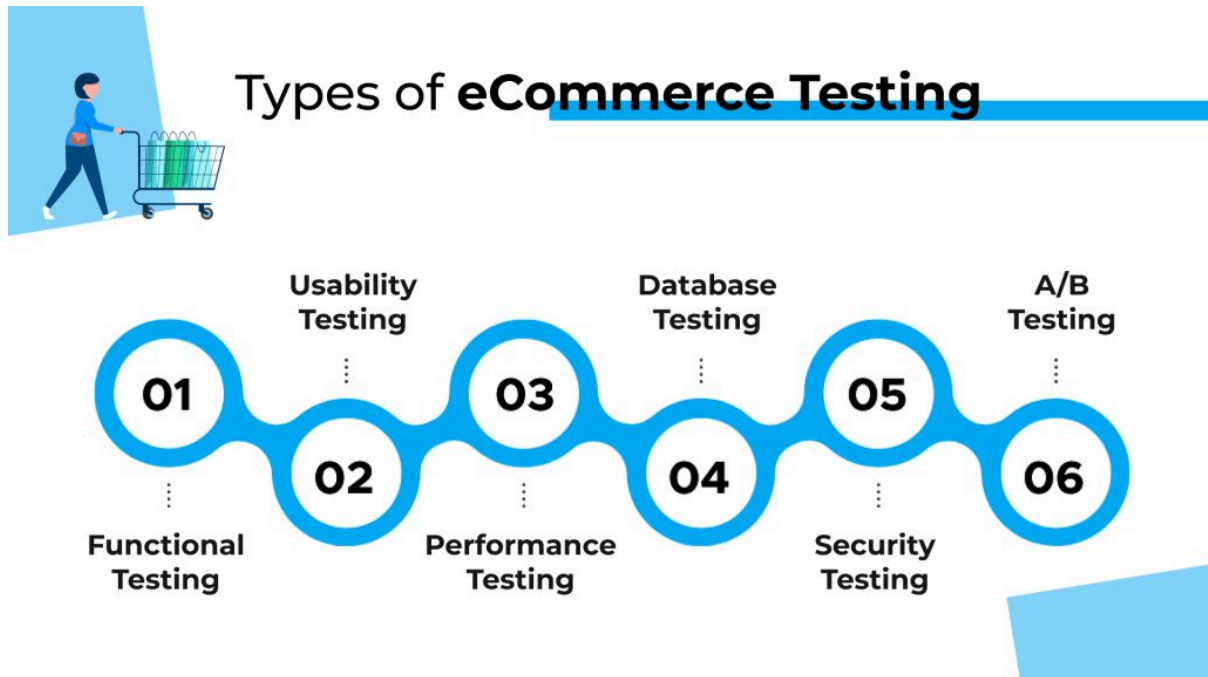 Types of eCommerce Testing
01
Functional
Testing
Usability
Testing
02
03
Performance
Testing
Database
Testing
04
05
Security
Testing
A/B
Testing
06